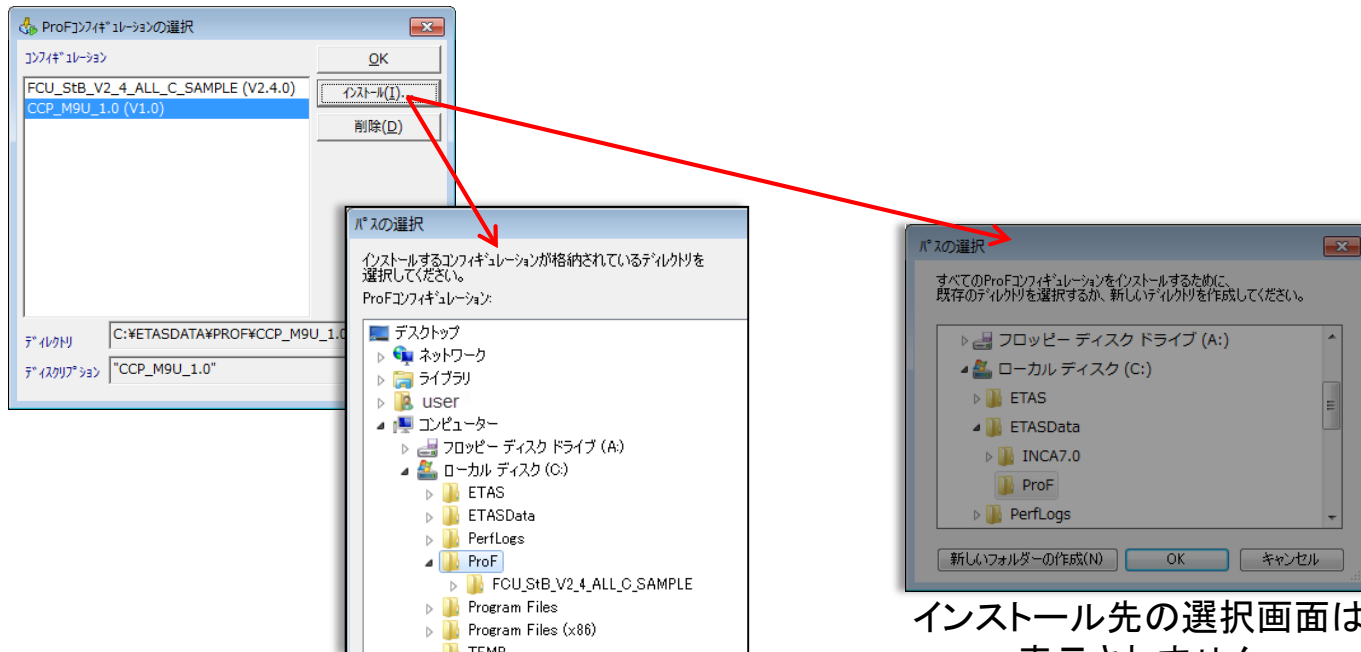 ProFｺﾝﾌｨｷﾞｭﾚｰｼｮﾝの選択
ｺﾝﾌｨｷﾞｭﾚｰｼｮﾝ
OK
FCU_StB_V2_4_ALL_C_SAMPLE (V2.4.0)
CCP_M9U_1.0 (V1.0)
ｲﾝｽﾄｰﾙ(I)...
削除(D)
ﾃﾞｨﾚｸﾄﾘ
C:¥ETASDATA¥PROF¥CCP_M9U_1.0
ﾃﾞｨｽｸﾘﾌﾟｼｮﾝ
"CCP_M9U_1.0"
ﾊﾟｽの選択
ｲﾝｽﾄｰﾙするｺﾝﾌｨｷﾞｭﾚｰｼｮﾝが格納されているﾃﾞｨﾚｸﾄﾘを
選択してください。
ProFｺﾝﾌｨｷﾞｭﾚｰｼｮﾝ:
デスクトップ
ネットワーク
ライブラリ
user
コンピューター
フロッピー ディスク ドライブ (A:)
ローカル ディスク (C:)
ETAS
ETASData
PerfLogs
ProF
FCU_StB_V2_4_ALL_C_SAMPLE
Program Files
Program Files (x86)
TEMP
ﾊﾟｽの選択
すべてのProFｺﾝﾌｨｷﾞｭﾚｰｼｮﾝをｲﾝｽﾄｰﾙするために、
既存のﾃﾞｨﾚｸﾄﾘを選択するか、新しいﾃﾞｨﾚｸﾄﾘを作成してください。
フロッピー ディスク ドライブ (A:)
ローカル ディスク (C:)
ETAS
ETASData
INCA7.0
ProF
PerfLogs
新しいフォルダーの作成(N)
OK
キャンセル
インストール先の選択画面は
表示されません